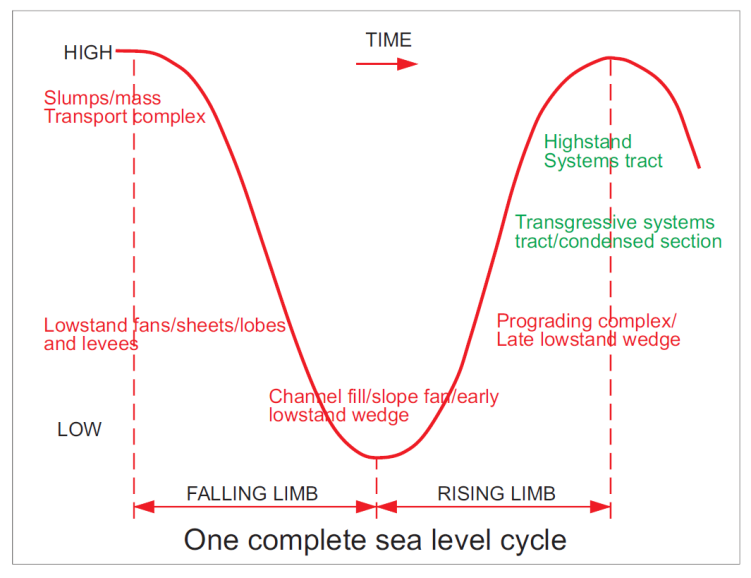 TIME
HIGH
Slumps/mass
Transport complex
Highstand
Systems tract
Transgressive systems
tract/condensed section
Lowstand fans/sheets/lobes
and levees
Prograding complex/
Late lowstand wedge
Channel fill/slope fan/early
lowstand wedge
LOW
FALLING LIMB
RISING LIMB
One complete sea level cycle